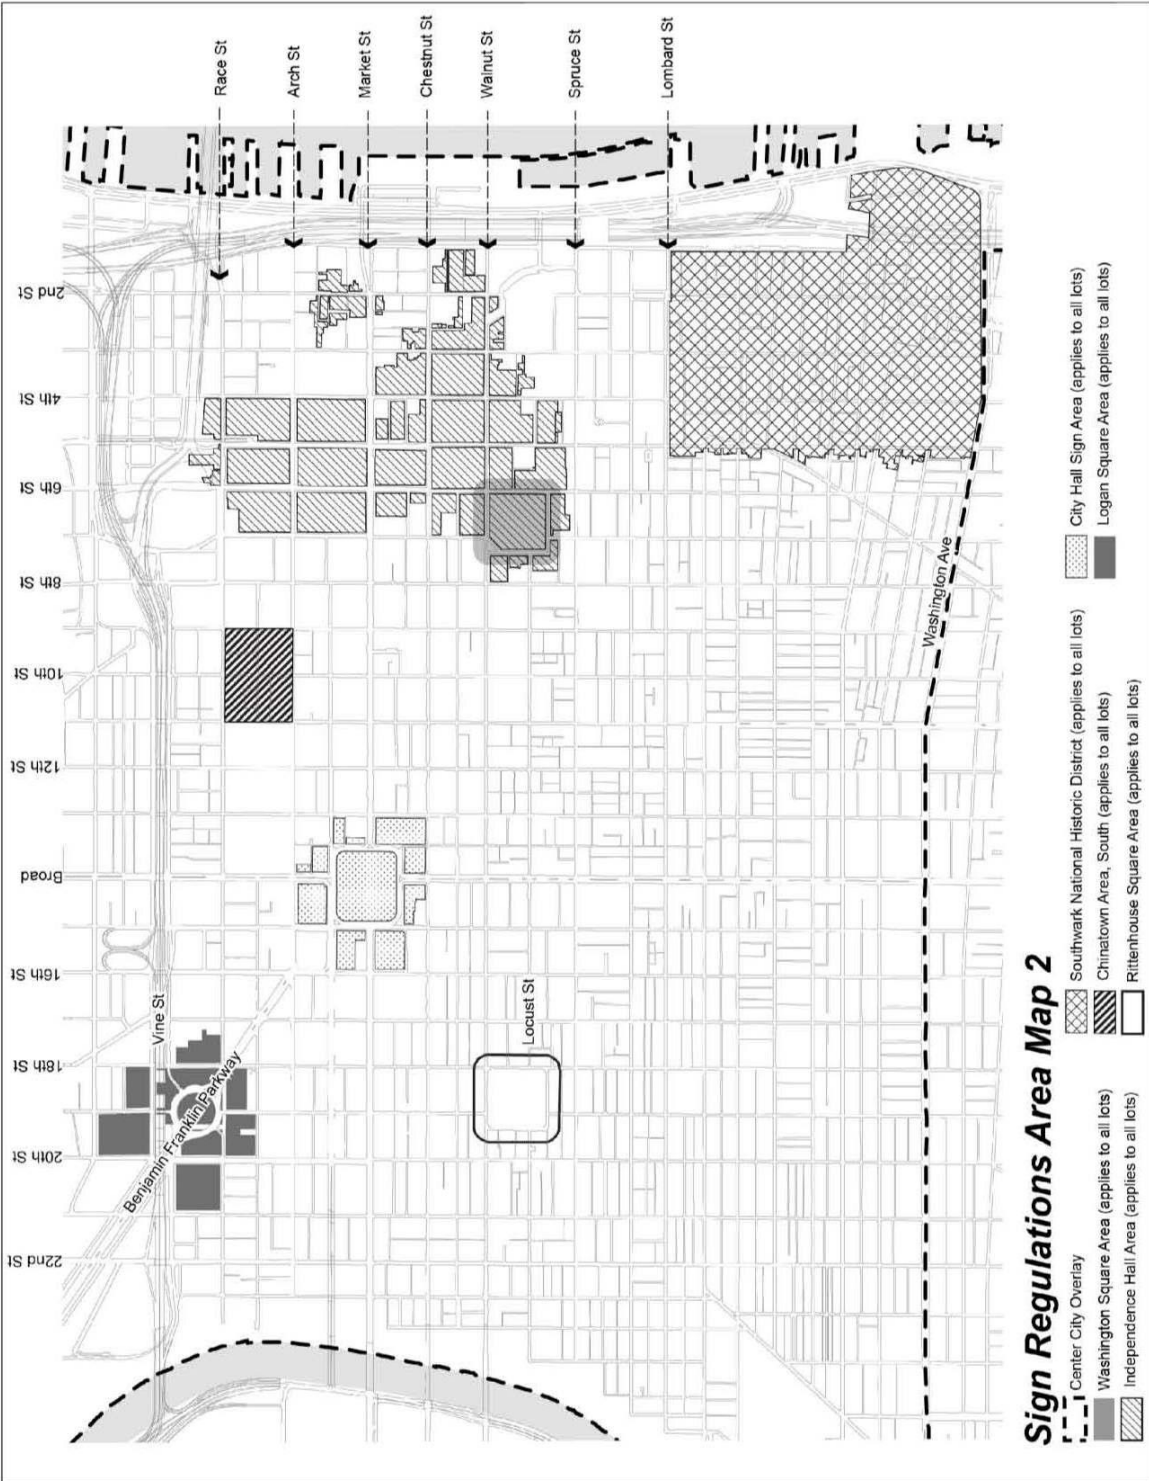 Race St
Arch St
Market St
Chestnut St
Walnut St
Spruce St
Lombard St
2nd St
4th St
6th St
8th St
10th St
12th St
Broad
16th St
18th St
20th St
22nd St
Vine St
Benjamin Franklin Parkway
Locust St
Washington Ave
Sign Regulations Area Map 2
Center City Overlay
Washington Square Area (applies to all lots)
Independence Hall Area (applies to all lots)
Southwark National Historic District (applies to all lots)
Chinatown Area, South (applies to all lots)
Rittenhouse Square Area (applies to all lots)
City Hall Sign Area (applies to all lots)
Logan Square Area (applies to all lots)